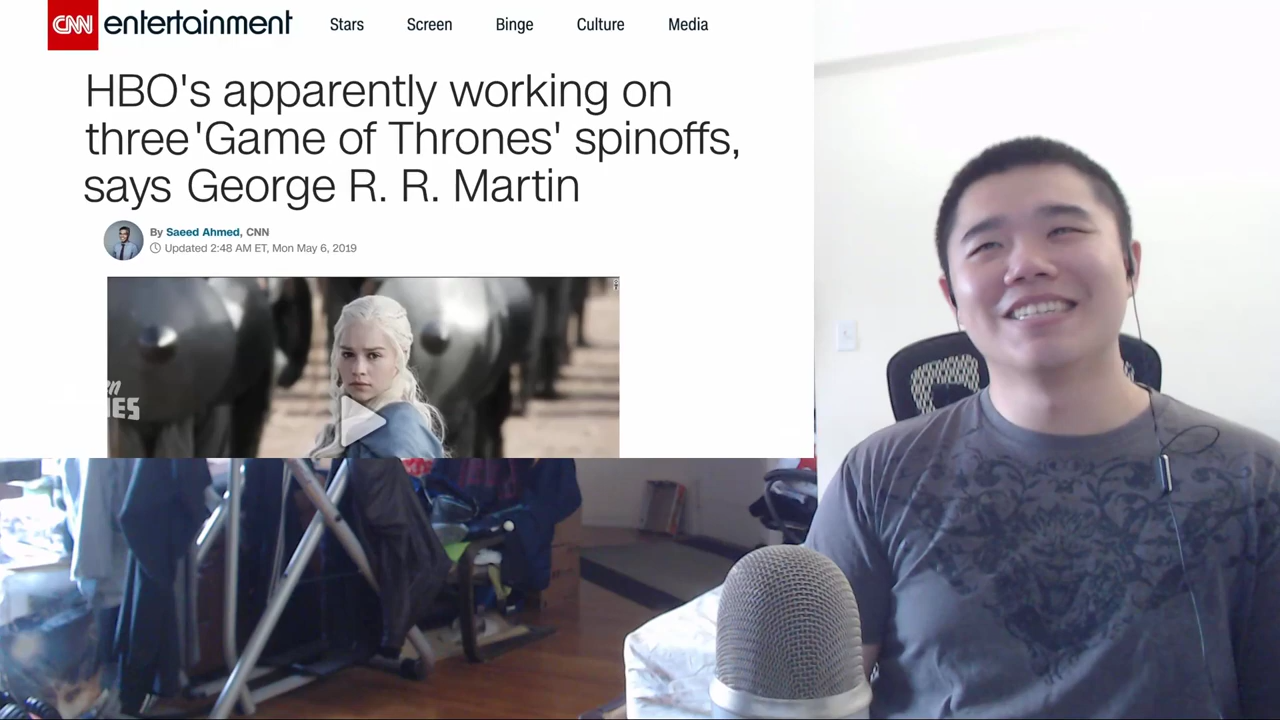 CNN entertainment Stars Screen Binge Culture Media
HBO's apparently working on
three 'Game of Thrones' spinoffs,
says George R. R. Martin
By Saeed Ahmed, CNN
Updated 2:48 AM ET, Mon May 6, 2019